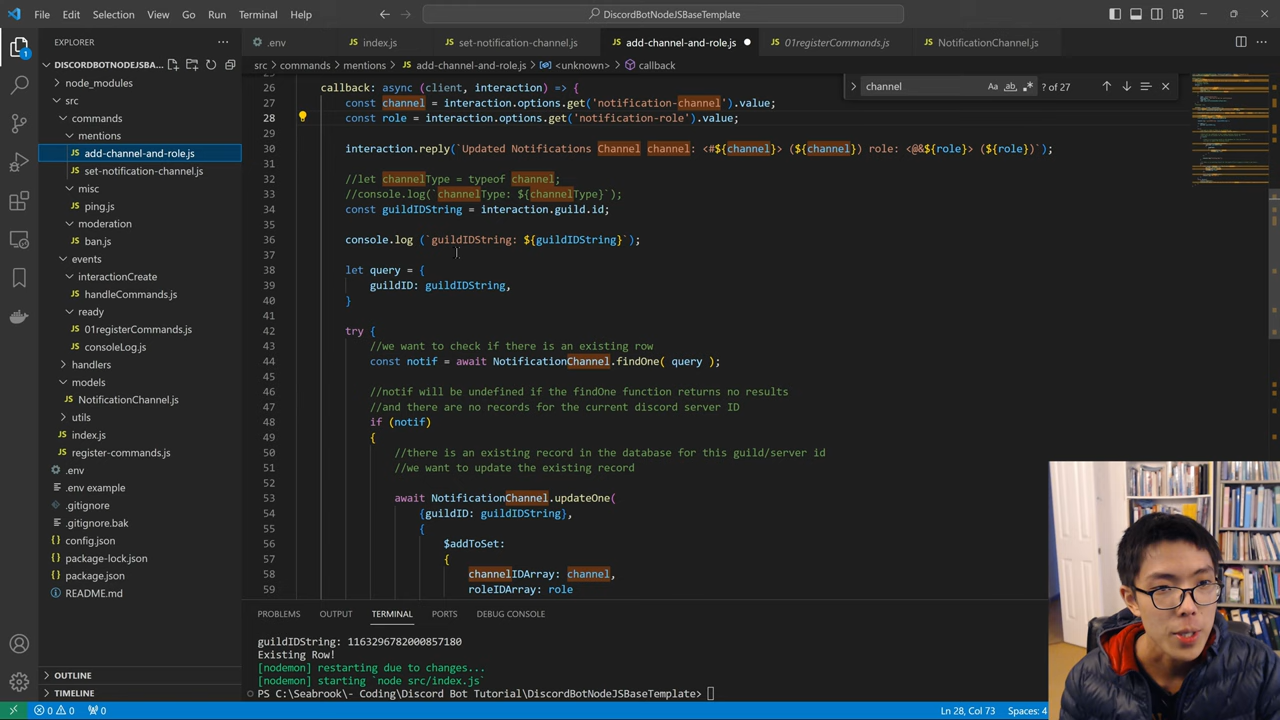 File Edit Selection View Go Run Terminal Help
DiscordBotNodeJSBaseTemplate
EXPLORER
.env
index.js
set-notification-channel.js
add-channel-and-role.js
01registerCommands.js
NotificationChannel.js
DISCORDBOTNODEJSBA...
src > commands > mentions > add-channel-and-role.js > <unknown> > callback
node_modules
src
commands
mentions
add-channel-and-role.js
set-notification-channel.js
misc
ping.js
moderation
ban.js
events
interactionCreate
handleCommands.js
ready
01registerCommands.js
consoleLog.js
handlers
models
NotificationChannel.js
utils
index.js
register-commands.js
.env
.env example
.gitignore
.gitignore.bak
config.json
package-lock.json
package.json
README.md
OUTLINE
TIMELINE
channel
? of 27
26 callback: async (client, interaction) => {
27 const channel = interaction.options.get('notification-channel').value;
28 const role = interaction.options.get('notification-role').value;
29
30 interaction.reply(`Update notifications Channel channel: <#${channel}> (${channel}) role: <@&${role}> (${role})`);
31
32 //let channelType = typeof channel;
33 //console.log(`channelType: ${channelType}`);
34 const guildIDString = interaction.guild.id;
35
36 console.log (`guildIDString: ${guildIDString}`);
37
38 let query = {
39 guildID: guildIDString,
40 }
41
42 try {
43 //we want to check if there is an existing row
44 const notif = await NotificationChannel.findOne( query );
45
46 //notif will be undefined if the findOne function returns no results
47 //and there are no records for the current discord server ID
48 if (notif)
49 {
50 //there is an existing record in the database for this guild/server id
51 //we want to update the existing record
52
53 await NotificationChannel.updateOne(
54 {guildID: guildIDString},
55 {
56 $addToSet:
57 {
58 channelIDArray: channel,
59 roleIDArray: role
PROBLEMS OUTPUT TERMINAL PORTS DEBUG CONSOLE
guildIDString: 1163296782000857180
Existing Row!
[nodemon] restarting due to changes...
[nodemon] starting `node src/index.js`
PS C:\Seabrook\- Coding\Discord Bot Tutorial\DiscordBotNodeJSBaseTemplate>
0 0 0
Ln 28, Col 73 Spaces: 4